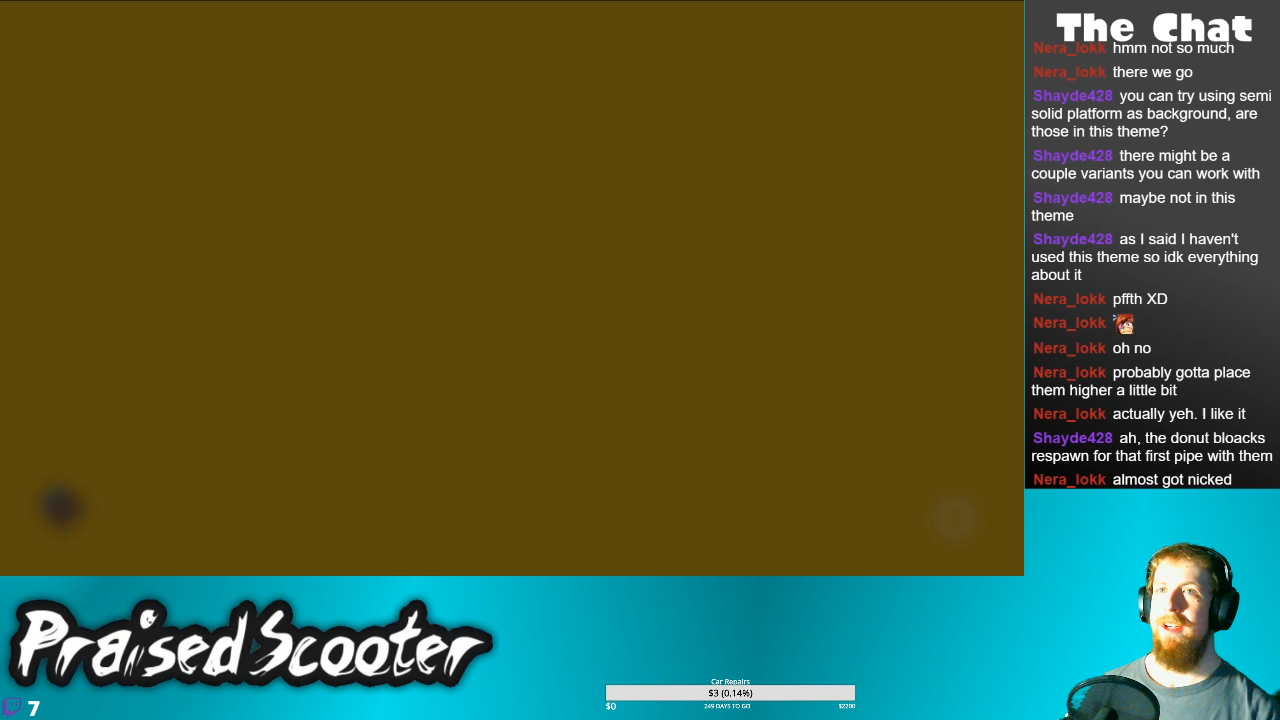 The Chat
Nera_lokk hmm not so much
Nera_lokk there we go
Shayde428 you can try using semi
solid platform as background, are
those in this theme?
Shayde428 there might be a
couple variants you can work with
Shayde428 maybe not in this
theme
Shayde428 as I said I haven't
used this theme so idk everything
about it
Nera_lokk pffth XD
Nera_lokk
Nera_lokk oh no
Nera_lokk probably gotta place
them higher a little bit
Nera_lokk actually yeh. I like it
Shayde428 ah, the donut bloacks
respawn for that first pipe with them
Nera_lokk almost got nicked
PraisedScooter
Car Repairs
$3 (0.14%)
$0 249 DAYS TO GO $2200
7